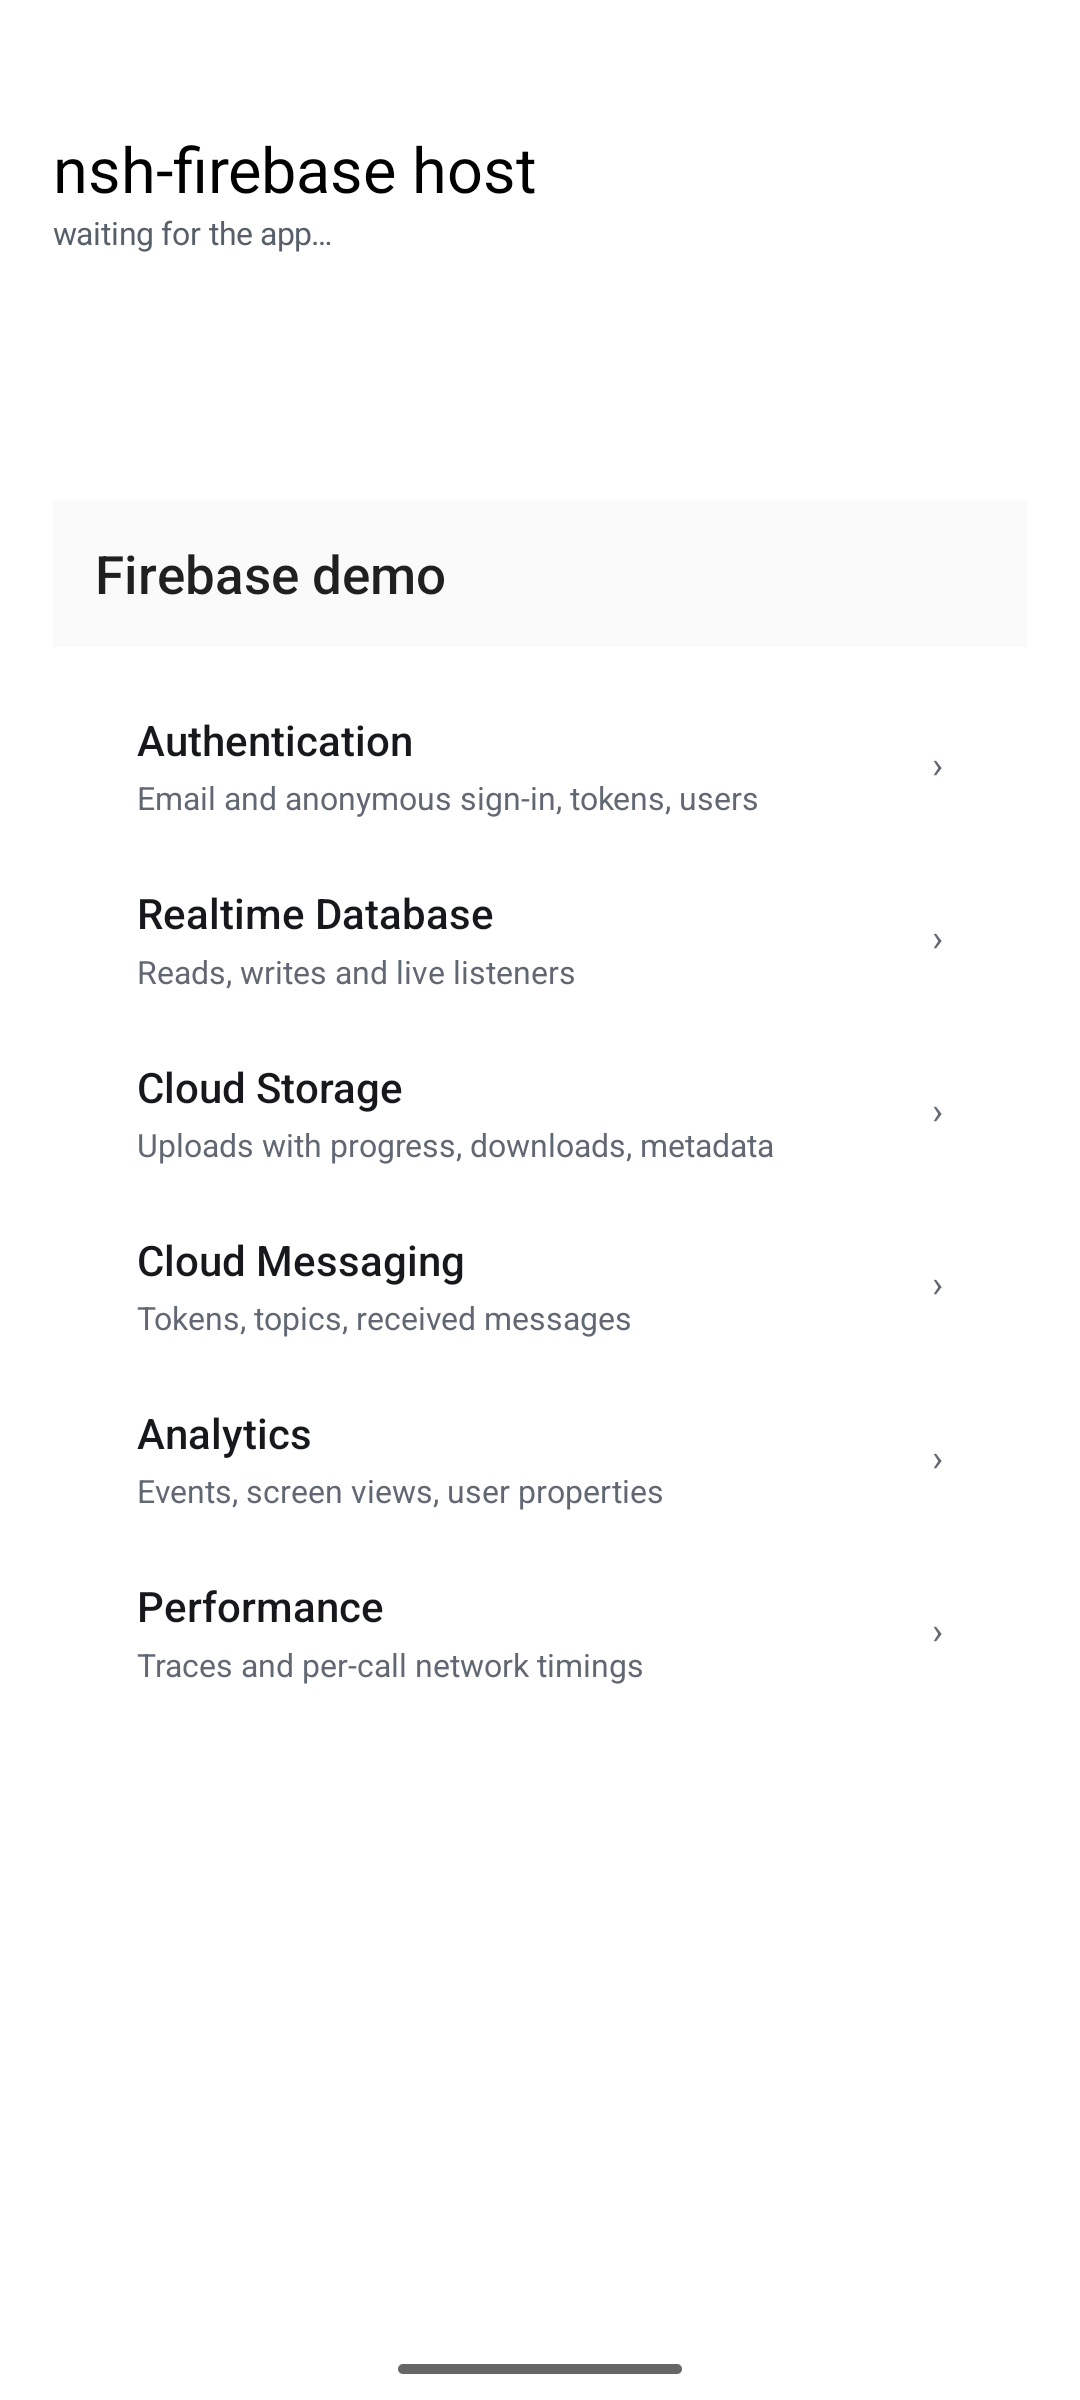 nsh-firebase host
waiting for the app...
Firebase demo
Authentication
Email and anonymous sign-in, tokens, users
›
Realtime Database
Reads, writes and live listeners
›
Cloud Storage
Uploads with progress, downloads, metadata
›
Cloud Messaging
Tokens, topics, received messages
›
Analytics
Events, screen views, user properties
›
Performance
Traces and per-call network timings
›